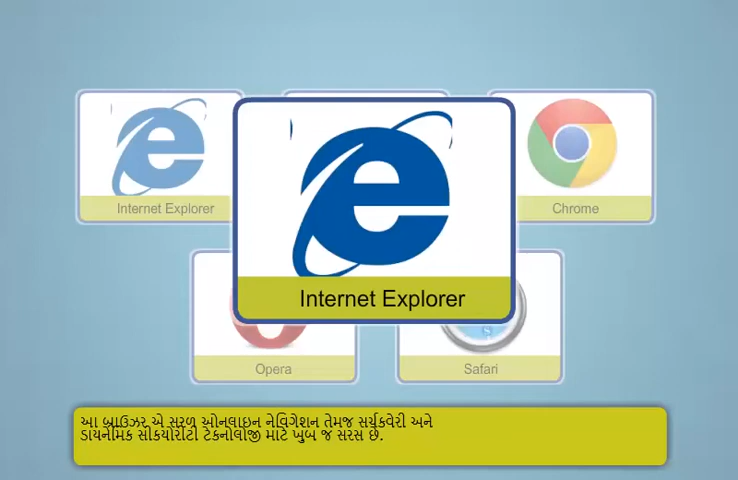 Internet Explorer
Chrome
Internet Explorer
Opera
Safari
આ બ્રાઉઝર એ સરળ ઓનલાઇન નેવિગેશન તેમજ સર્ચકવેરી અને
ડાયનેમિક સીકયોરીટી ટેકનોલોજી માટે ખુબ જ સરસ છે.